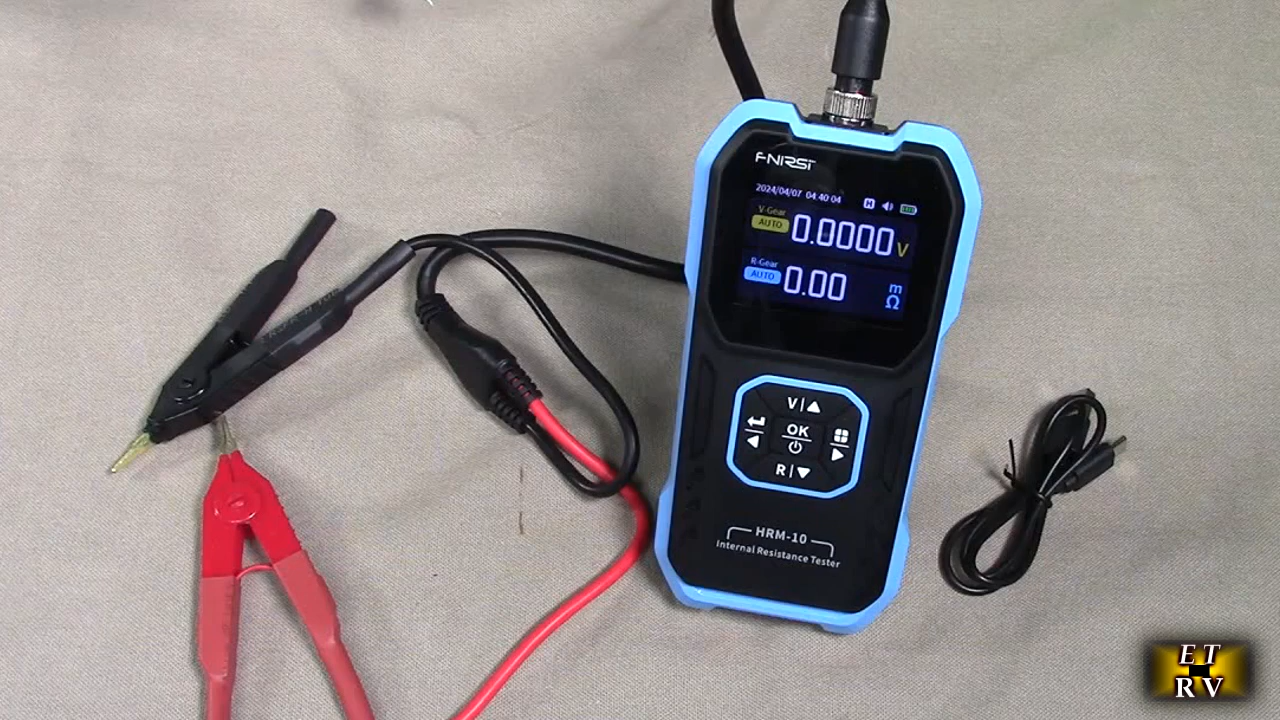 FNIRSI
2024/04/07 04:40:04
V-Gear
AUTO
0.0000 V
R-Gear
AUTO
0.00 mΩ
V|▲
OK
R|▼
HRM-10
Internal Resistance Tester
ET
RV